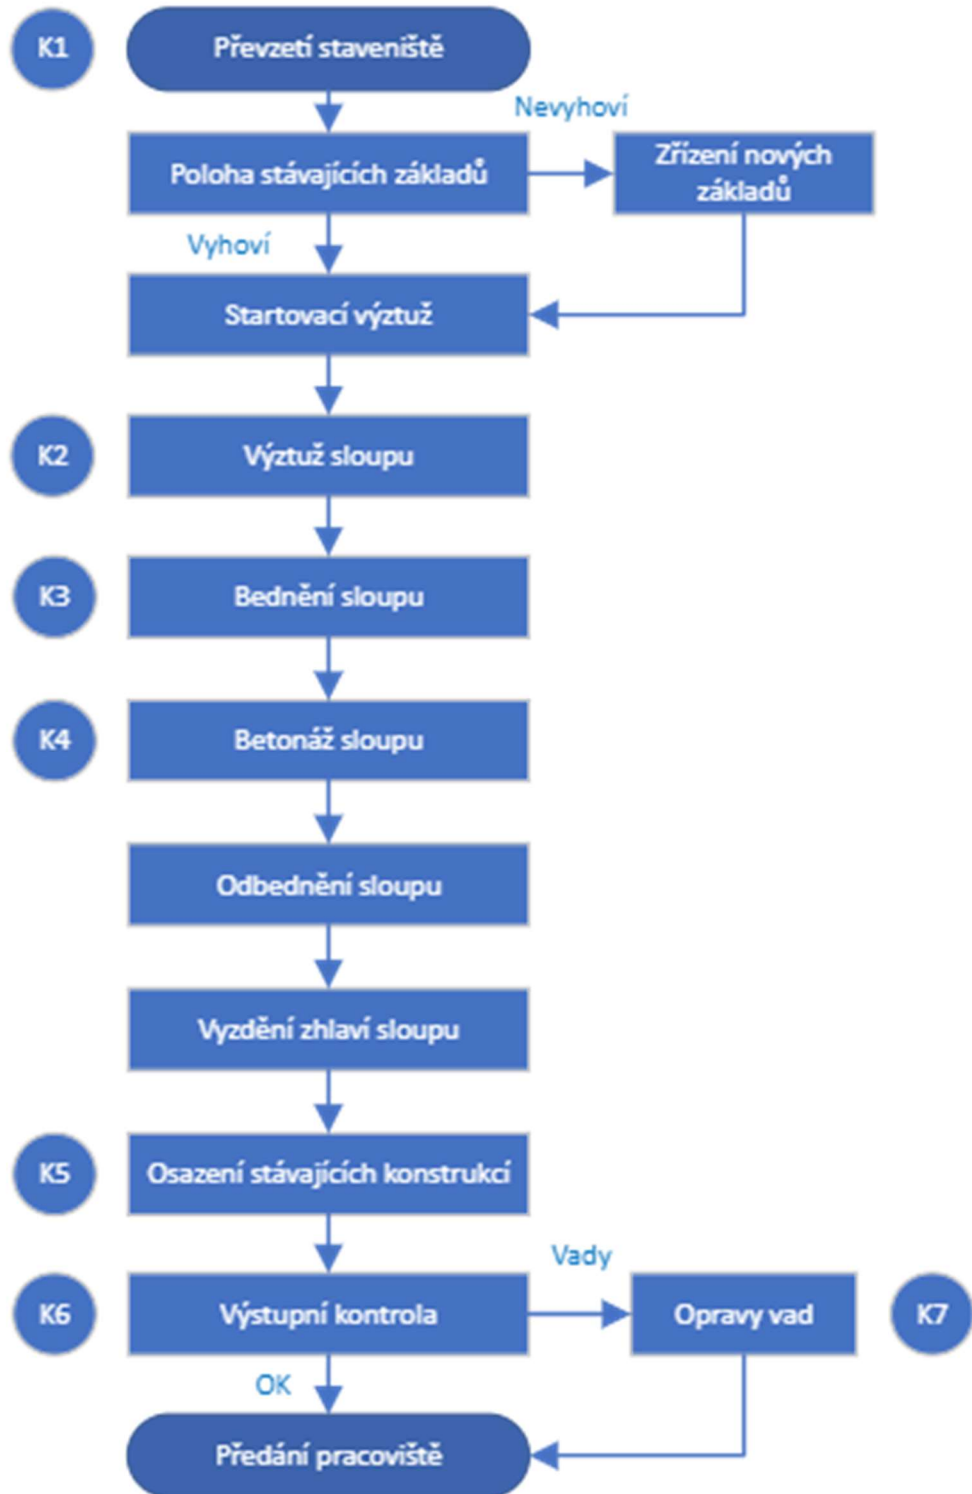 K1
Převzetí staveniště
Nevyhoví
Poloha stávajících základů
Zřízení nových
základů
Vyhoví
Startovací výztuž
K2
Výztuž sloupu
K3
Bednění sloupu
K4
Betonáž sloupu
Odbednění sloupu
Vyzdění zhlaví sloupu
K5
Osazení stávajících konstrukcí
Vady
K6
Výstupní kontrola
Opravy vad
K7
OK
Předání pracoviště